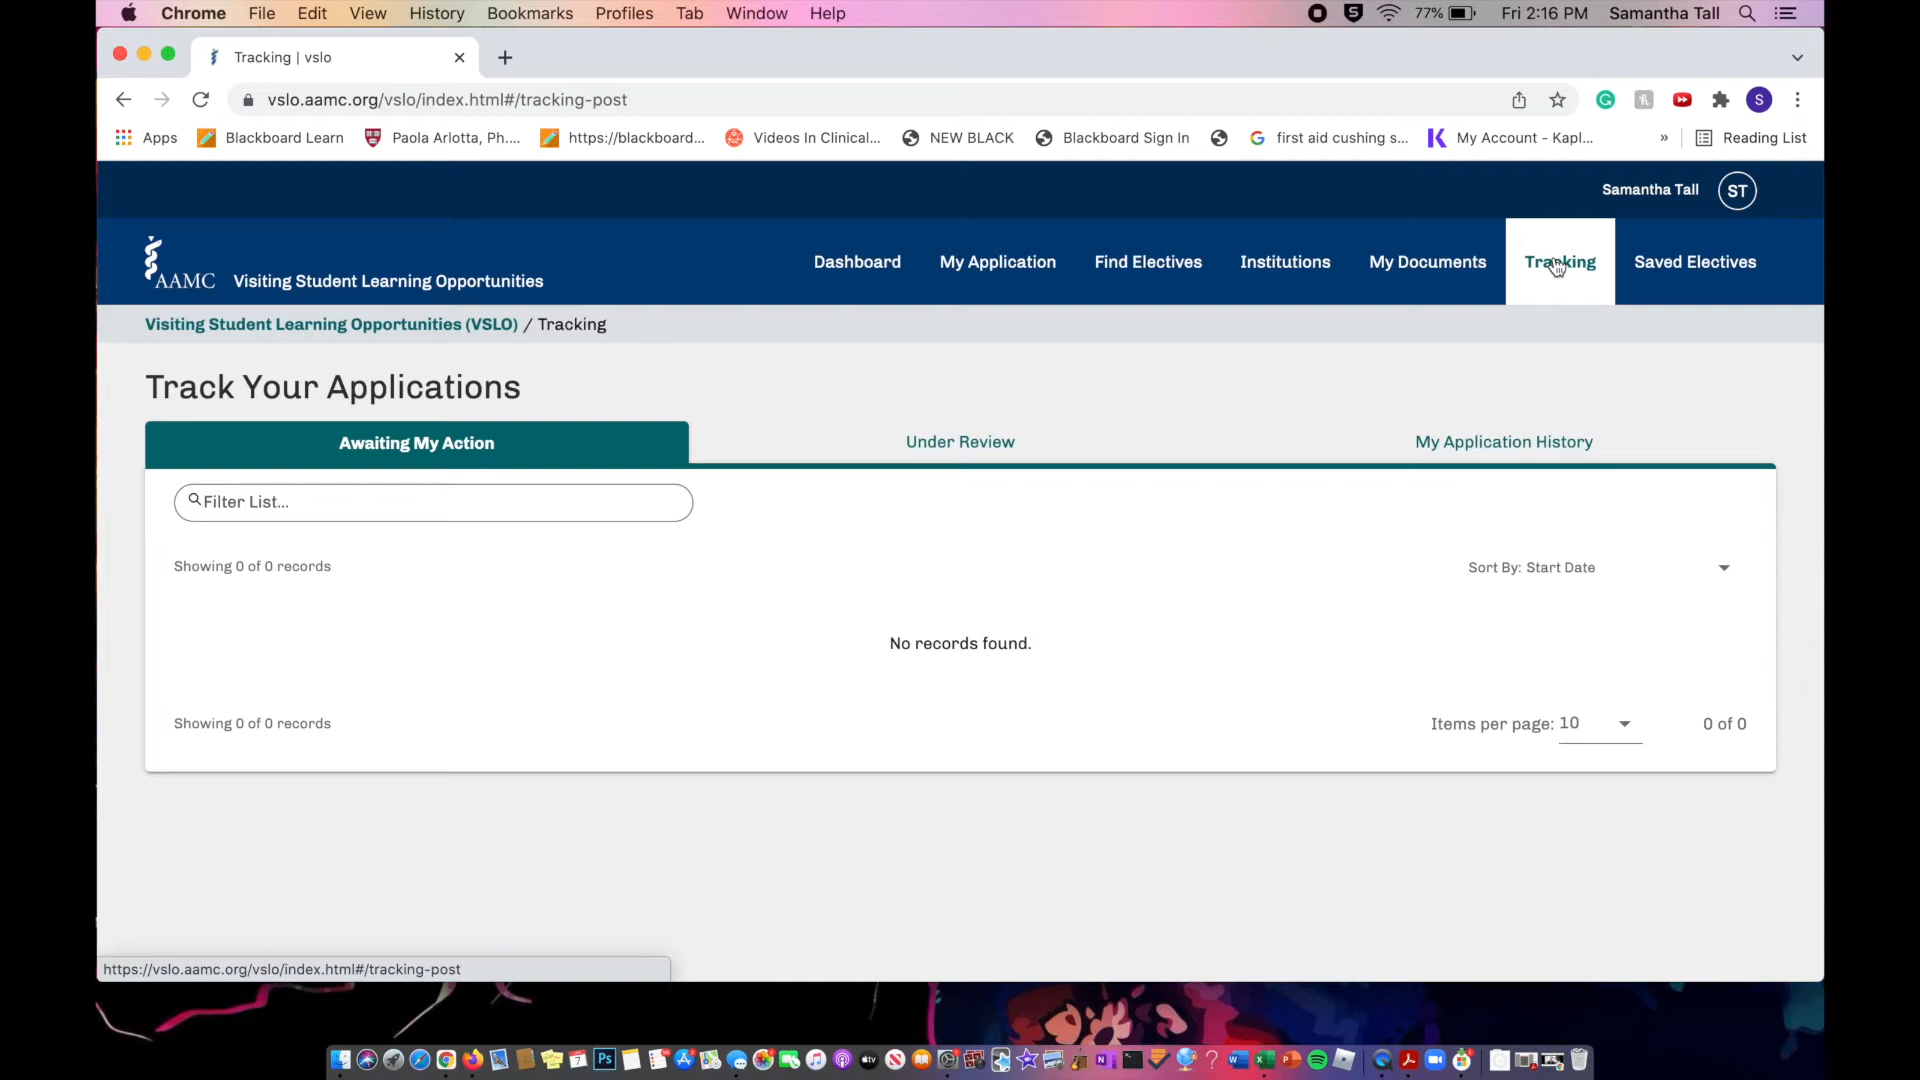 Chrome File Edit View History Bookmarks Profiles Tab Window Help 77% Fri 2:16 PM Samantha Tall
Tracking | vslo
vslo.aamc.org/vslo/index.html#/tracking-post S
Apps Blackboard Learn Paola Arlotta, Ph.... https://blackboard... Videos In Clinical... NEW BLACK Blackboard Sign In first aid cushing s... My Account - Kapl... » Reading List
Samantha Tall ST
AAMC Visiting Student Learning Opportunities
Dashboard My Application Find Electives Institutions My Documents Tracking Saved Electives
Visiting Student Learning Opportunities (VSLO) / Tracking
Track Your Applications
Awaiting My Action Under Review My Application History
Filter List...
Showing 0 of 0 records Sort By: Start Date
No records found.
Showing 0 of 0 records Items per page: 10 0 of 0
https://vslo.aamc.org/vslo/index.html#/tracking-post